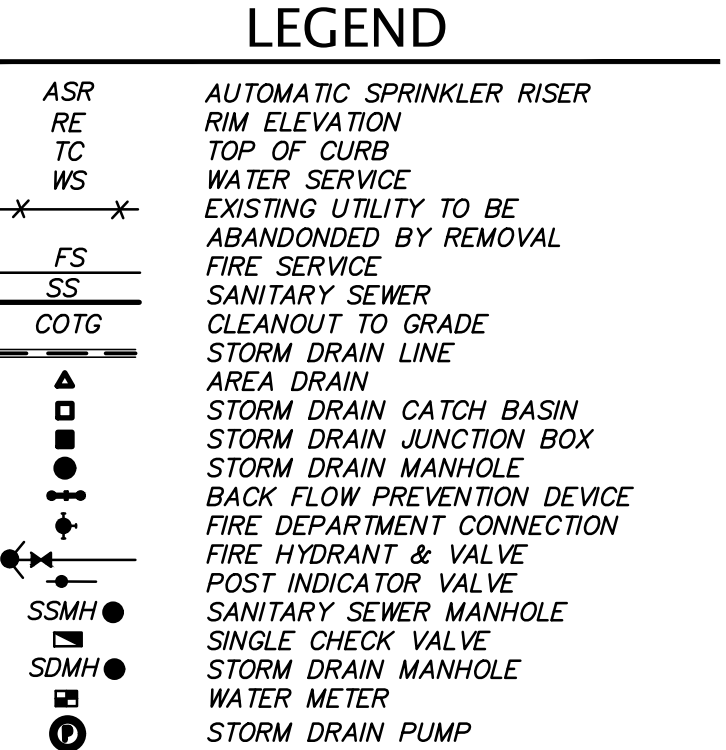 LEGEND
ASR AUTOMATIC SPRINKLER RISER
RE RIM ELEVATION
TC TOP OF CURB
WS WATER SERVICE
X X EXISTING UTILITY TO BE
ABANDONDED BY REMOVAL
FS FIRE SERVICE
SS SANITARY SEWER
COTG CLEANOUT TO GRADE
STORM DRAIN LINE
AREA DRAIN
STORM DRAIN CATCH BASIN
STORM DRAIN JUNCTION BOX
STORM DRAIN MANHOLE
BACK FLOW PREVENTION DEVICE
FIRE DEPARTMENT CONNECTION
FIRE HYDRANT & VALVE
POST INDICATOR VALVE
SSMH SANITARY SEWER MANHOLE
SINGLE CHECK VALVE
SDMH STORM DRAIN MANHOLE
WATER METER
P STORM DRAIN PUMP